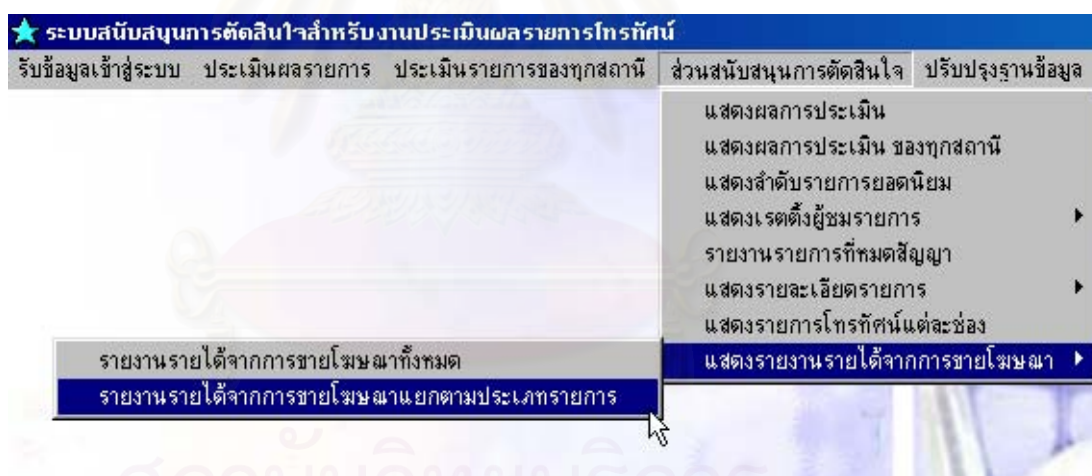 ระบบสนับสนุนการตัดสินใจสำหรับงานประเมินผลรายการโทรทัศน์
รับข้อมูลเข้าสู่ระบบ ประเมินผลรายการ ประเมินรายการของทุกสถานี ส่วนสนับสนุนการตัดสินใจ ปรับปรุงฐานข้อมูล
แสดงผลการประเมิน
แสดงผลการประเมิน ของทุกสถานี
แสดงลำดับรายการยอดนิยม
แสดงเรตติ้งผู้ชมรายการ
รายงานรายการที่หมดสัญญา
แสดงรายละเอียดรายการ
แสดงรายการโทรทัศน์แต่ละช่อง
แสดงรายงานรายได้จากการขายโฆษณา
รายงานรายได้จากการขายโฆษณาทั้งหมด
รายงานรายได้จากการขายโฆษณาแยกตามประเภทรายการ
สถาบันวิทยบริการ